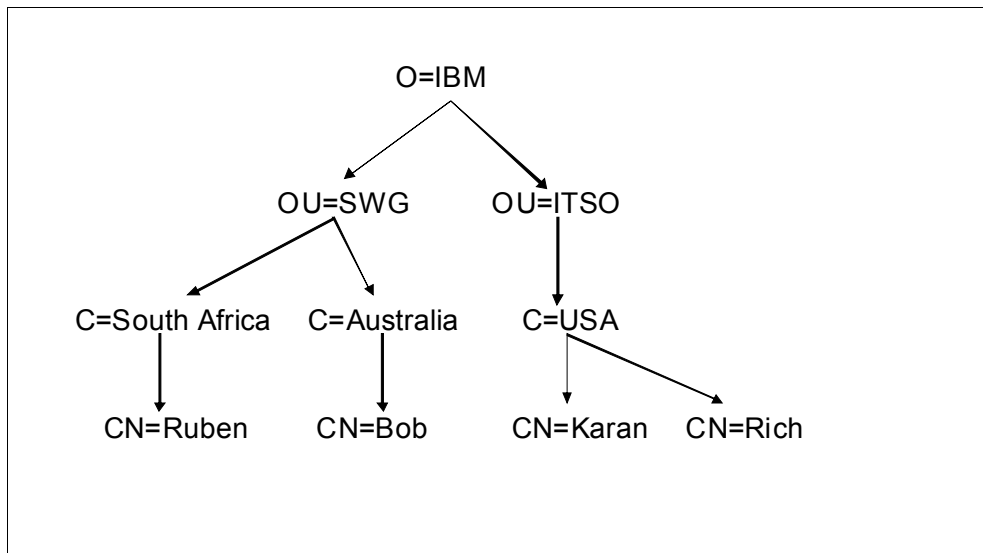 O=IBM
OU=SWG OU=ITSO
C=South Africa C=Australia C=USA
CN=Ruben CN=Bob CN=Karan CN=Rich